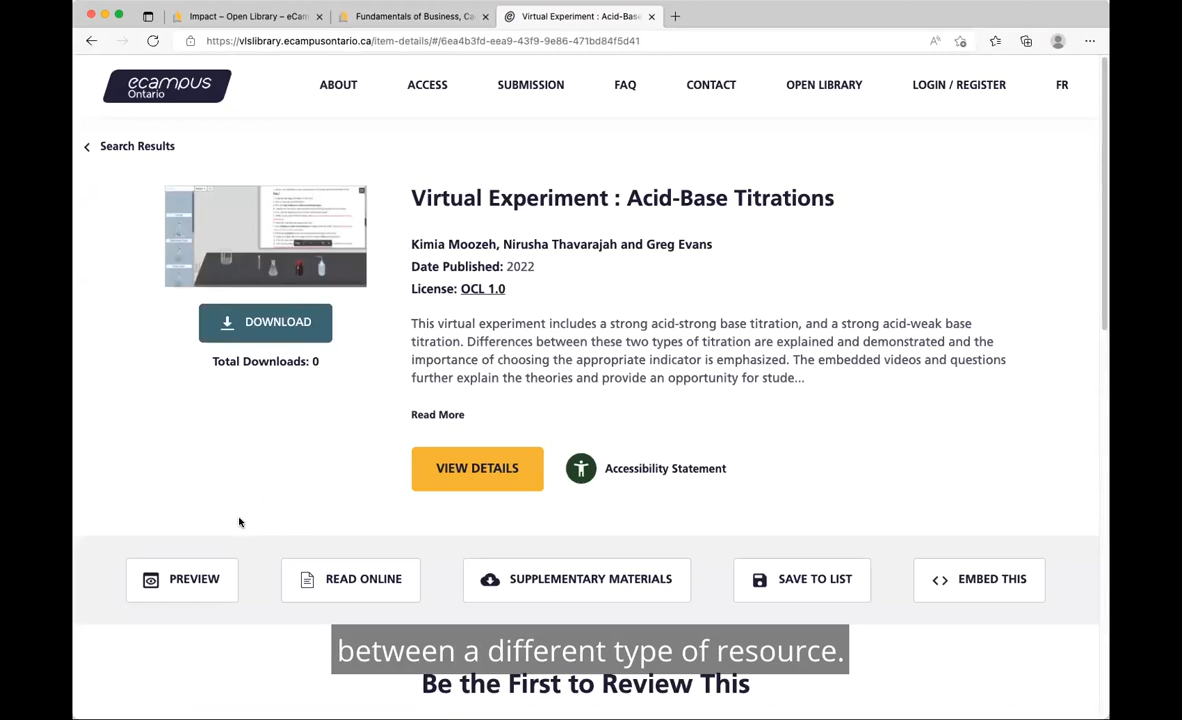 Impact – Open Library – eCam
Fundamentals of Business, Ca
Virtual Experiment : Acid-Base
https://vlslibrary.ecampusontario.ca/item-details/#/6ea4b3fd-eea9-43f9-9e86-471bd84f5d41
ecampus
Ontario
ABOUT
ACCESS
SUBMISSION
FAQ
CONTACT
OPEN LIBRARY
LOGIN / REGISTER
FR
Search Results
Virtual Experiment : Acid-Base Titrations
Kimia Moozeh, Nirusha Thavarajah and Greg Evans
Date Published: 2022
License: OCL 1.0
DOWNLOAD
Total Downloads: 0
This virtual experiment includes a strong acid-strong base titration, and a strong acid-weak base
titration. Differences between these two types of titration are explained and demonstrated and the
importance of choosing the appropriate indicator is emphasized. The embedded videos and questions
further explain the theories and provide an opportunity for stude...
Read More
VIEW DETAILS
Accessibility Statement
PREVIEW
READ ONLINE
SUPPLEMENTARY MATERIALS
SAVE TO LIST
EMBED THIS
between a different type of resource.
Be the First to Review This